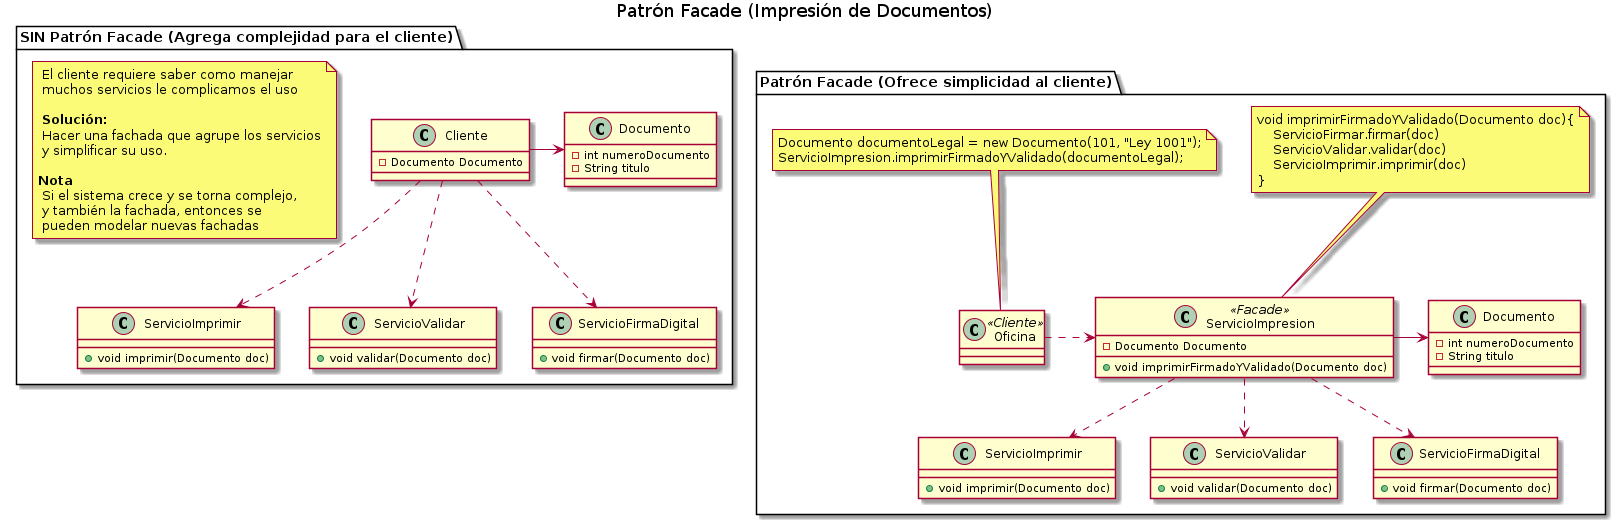 Patrón Facade (Impresión de Documentos)
SIN Patrón Facade (Agrega complejidad para el cliente)
El cliente requiere saber como manejar
muchos servicios le complicamos el uso
Solución:
Hacer una fachada que agrupe los servicios
y simplificar su uso.
Nota
Si el sistema crece y se torna complejo,
y también la fachada, entonces se
pueden modelar nuevas fachadas
C Cliente
Documento Documento
C Documento
int numeroDocumento
String titulo
C ServicioImprimir
void imprimir(Documento doc)
C ServicioValidar
void validar(Documento doc)
C ServicioFirmaDigital
void firmar(Documento doc)
Patrón Facade (Ofrece simplicidad al cliente)
Documento documentoLegal = new Documento(101, "Ley 1001");
ServicioImpresion.imprimirFirmadoYValidado(documentoLegal);
void imprimirFirmadoYValidado(Documento doc){
ServicioFirmar.firmar(doc)
ServicioValidar.validar(doc)
ServicioImprimir.imprimir(doc)
}
C «Cliente»
Oficina
C «Facade»
ServicioImpresion
Documento Documento
void imprimirFirmadoYValidado(Documento doc)
C Documento
int numeroDocumento
String titulo
C ServicioImprimir
void imprimir(Documento doc)
C ServicioValidar
void validar(Documento doc)
C ServicioFirmaDigital
void firmar(Documento doc)